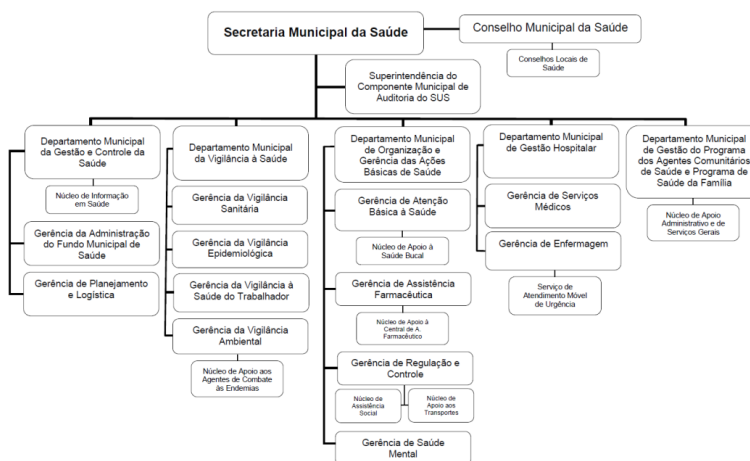 Secretaria Municipal da Saúde
Conselho Municipal da Saúde
Conselhos Locais de
Saúde
Superintendência do
Componente Municipal de
Auditoria do SUS
Departamento Municipal
da Gestão e Controle da
Saúde
Núcleo de Informação
em Saúde
Gerência da Administração
do Fundo Municipal de
Saúde
Gerência de Planejamento
e Logística
Departamento Municipal
da Vigilância à Saúde
Gerência da Vigilância
Sanitária
Gerência da Vigilância
Epidemiológica
Gerência da Vigilância à
Saúde do Trabalhador
Gerência da Vigilância
Ambiental
Núcleo de Apoio aos
Agentes de Combate
às Endemias
Departamento Municipal
de Organização e
Gerência das Ações
Básicas de Saúde
Gerência de Atenção
Básica à Saúde
Núcleo de Apoio à
Saúde Bucal
Gerência de Assistência
Farmacêutica
Núcleo de Apoio à
Central de A.
Farmacêutico
Gerência de Regulação e
Controle
Núcleo de
Assistência
Social
Núcleo de
Apoio aos
Transportes
Gerência de Saúde
Mental
Departamento Municipal
de Gestão Hospitalar
Gerência de Serviços
Médicos
Gerência de Enfermagem
Serviço de
Atendimento Móvel
de Urgência
Departamento Municipal
de Gestão do Programa
dos Agentes Comunitários
de Saúde e Programa de
Saúde da Família
Núcleo de Apoio
Administrativo e de
Serviços Gerais